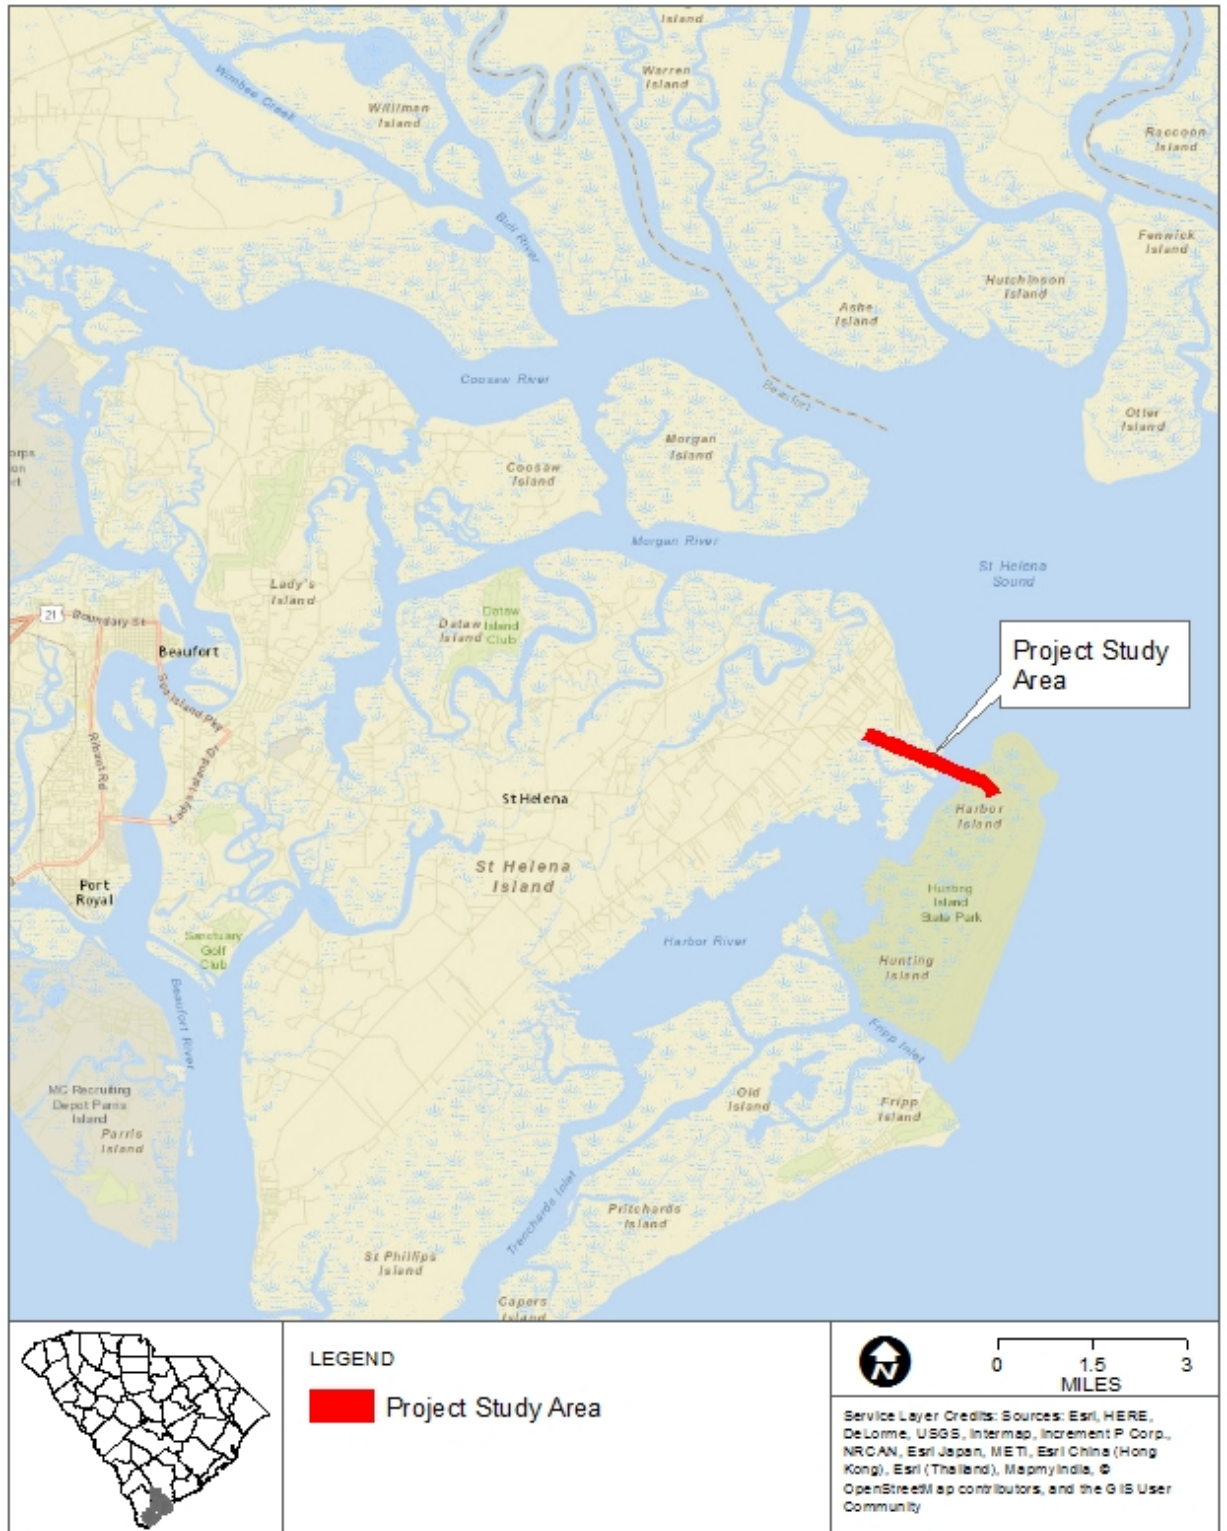 Island
Warren
Island
Wimbee Creek
Williman
Island
Raccoon
Island
Bull River
Fenwick
Island
Hutchinson
Island
Ashe
Island
Coosaw River
Beaufort
Otter
Island
Morgan
Island
Coosaw
Island
Morgan River
St Helena
Sound
Lady's
Island
Dataw
Island
Dataw
Island
Club
21
Boundary St
Beaufort
Sea Island Pkwy
Project Study
Area
Ribaut Rd
Lady's Island Dr
St Helena
Harbor
Island
St Helena
Island
Port
Royal
Hunting
Island
State Park
Sanctuary
Golf
Club
Harbor River
Hunting
Island
Beaufort River
Fripp Inlet
MC Recruiting
Depot Parris
Island
Parris
Island
Old
Island
Fripp
Island
Trenchards Inlet
Pritchards
Island
St Phillips
Island
Capers
Island
LEGEND
Project Study Area
N
0 1.5 3
MILES
Service Layer Credits: Sources: Esri, HERE,
DeLorme, USGS, Intermap, increment P Corp.,
NRCAN, Esri Japan, METI, Esri China (Hong
Kong), Esri (Thailand), MapmyIndia, ©
OpenStreetMap contributors, and the GIS User
Community